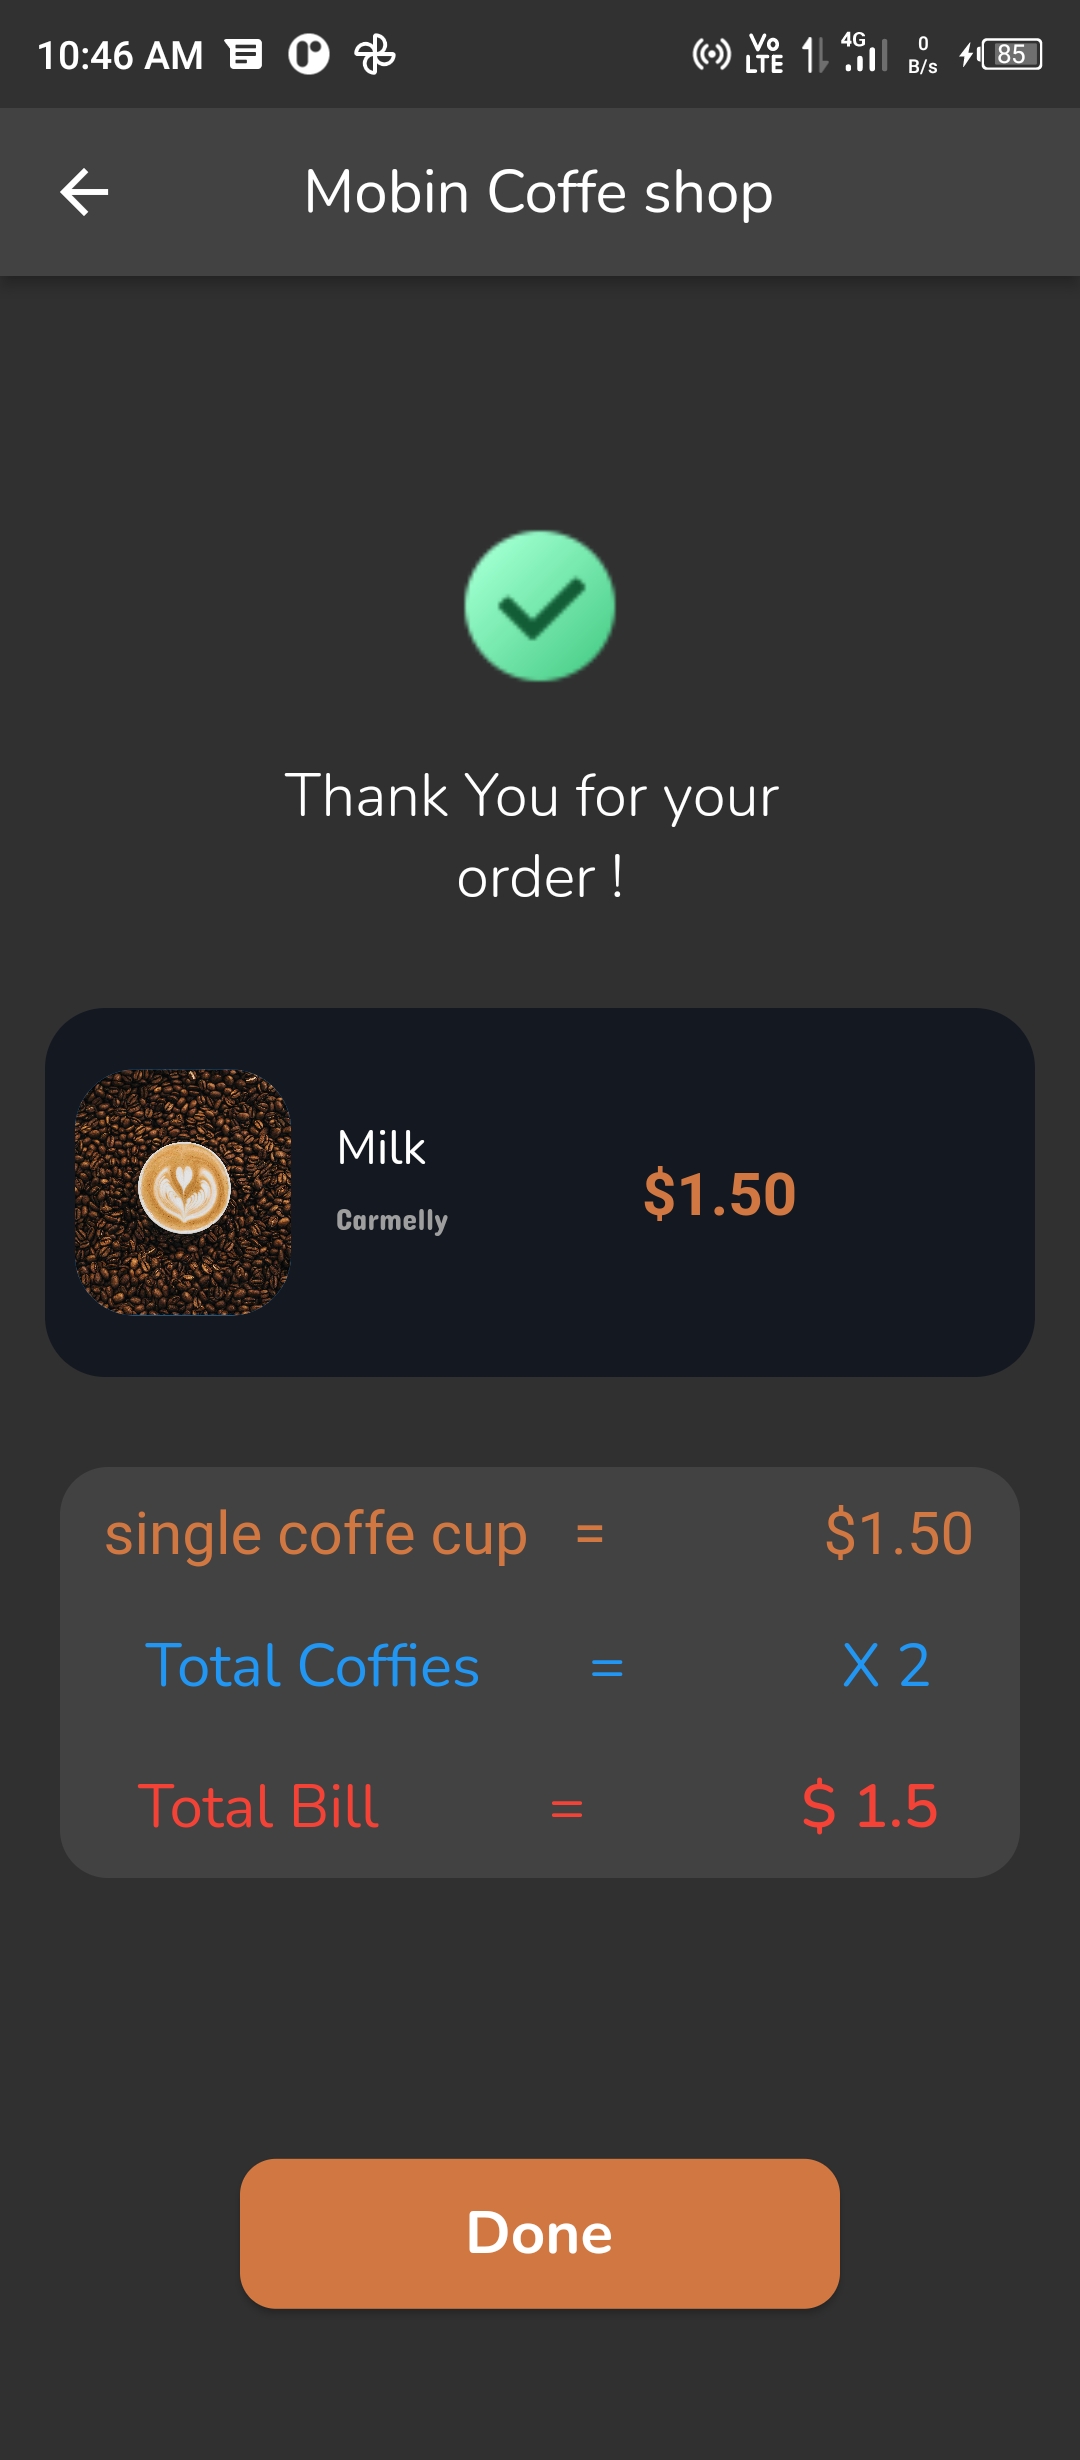 10:46 AM
Vo LTE
4G
0 B/s
85
Mobin Coffe shop
Thank You for your
order !
Milk
Carmelly
$1.50
single coffe cup = $1.50
Total Coffies = X 2
Total Bill = $ 1.5
Done